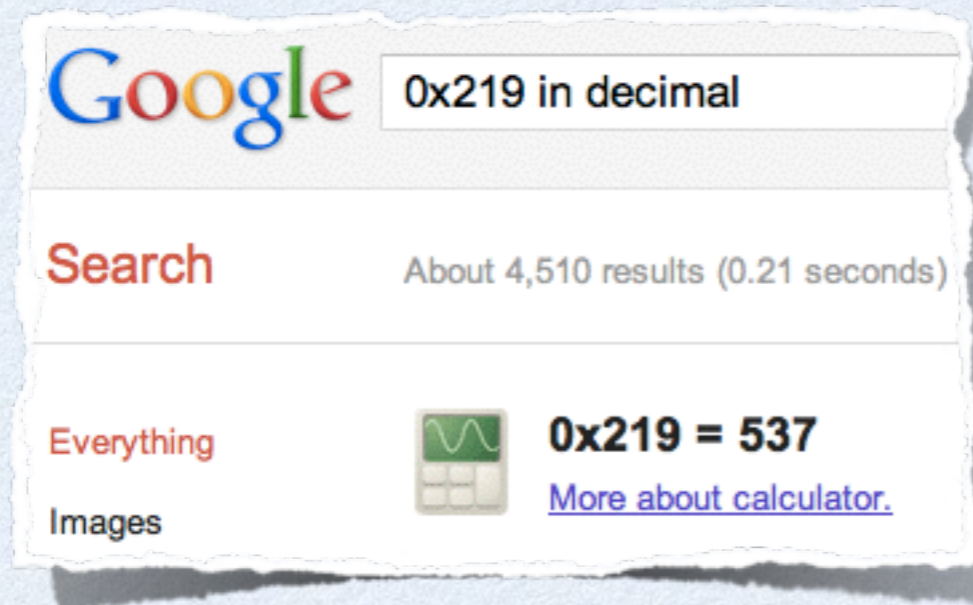 Google 0x219 in decimal
Search About 4,510 results (0.21 seconds)
Everything
0x219 = 537
More about calculator.
Images